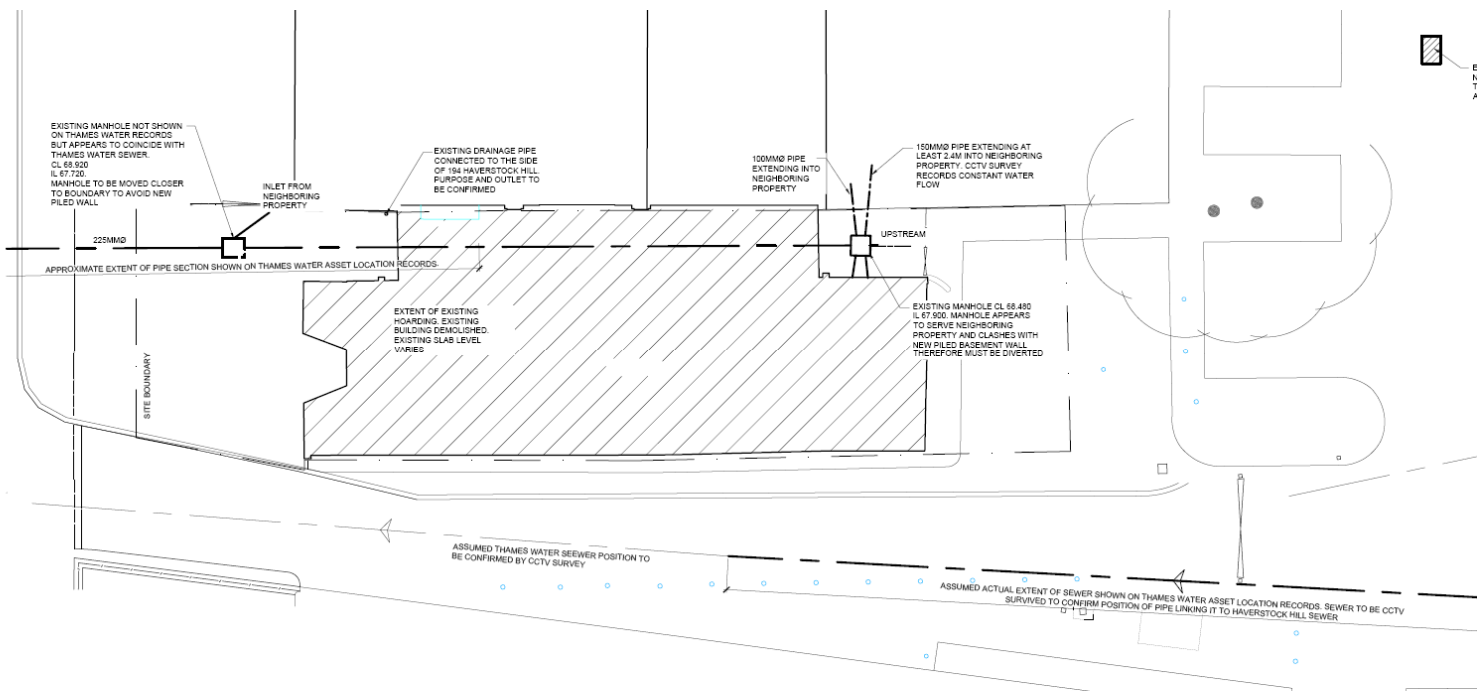 EXISTING MANHOLE NOT SHOWN
ON THAMES WATER RECORDS
BUT APPEARS TO COINCIDE WITH
THAMES WATER SEWER.
CL 68.920
IL 67.720.
MANHOLE TO BE MOVED CLOSER
TO BOUNDARY TO AVOID NEW
PILED WALL
INLET FROM
NEIGHBORING
PROPERTY
EXISTING DRAINAGE PIPE
CONNECTED TO THE SIDE
OF 194 HAVERSTOCK HILL.
PURPOSE AND OUTLET TO
BE CONFIRMED
100MMØ PIPE
EXTENDING INTO
NEIGHBORING
PROPERTY
150MMØ PIPE EXTENDING AT
LEAST 2.4M INTO NEIGHBORING
PROPERTY. CCTV SURVEY
RECORDS CONSTANT WATER
FLOW
E
N
T
A
225MMØ
UPSTREAM
APPROXIMATE EXTENT OF PIPE SECTION SHOWN ON THAMES WATER ASSET LOCATION RECORDS.
EXTENT OF EXISTING
HOARDING. EXISTING
BUILDING DEMOLISHED.
EXISTING SLAB LEVEL
VARIES
EXISTING MANHOLE CL 68.480
IL 67.900. MANHOLE APPEARS
TO SERVE NEIGHBORING
PROPERTY AND CLASHES WITH
NEW PILED BASEMENT WALL
THEREFORE MUST BE DIVERTED
SITE BOUNDARY
ASSUMED THAMES WATER SEEWER POSITION TO
BE CONFIRMED BY CCTV SURVEY
ASSUMED ACTUAL EXTENT OF SEWER SHOWN ON THAMES WATER ASSET LOCATION RECORDS. SEWER TO BE CCTV
SURVIVED TO CONFIRM POSITION OF PIPE LINKING IT TO HAVERSTOCK HILL SEWER